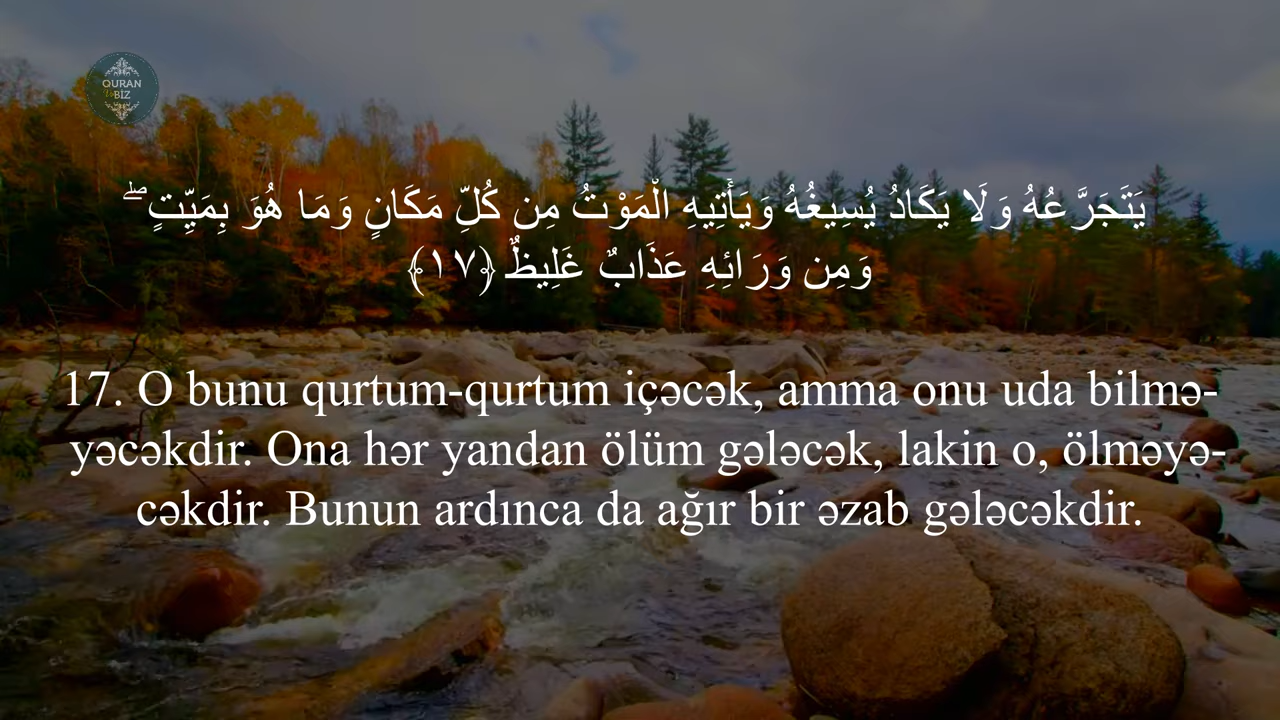 QURAN
Və
BİZ
يَتَجَرَّعُهُ وَلَا يَكَادُ يُسِيغُهُ وَيَأْتِيهِ الْمَوْتُ مِن كُلِّ مَكَانٍ وَمَا هُوَ بِمَيِّتٍ ۖ
وَمِن وَرَائِهِ عَذَابٌ غَلِيظٌ ﴿١٧﴾
17. O bunu qurtum-qurtum içəcək, amma onu uda bilmə-
yəcəkdir. Ona hər yandan ölüm gələcək, lakin o, ölməyə-
cəkdir. Bunun ardınca da ağır bir əzab gələcəkdir.